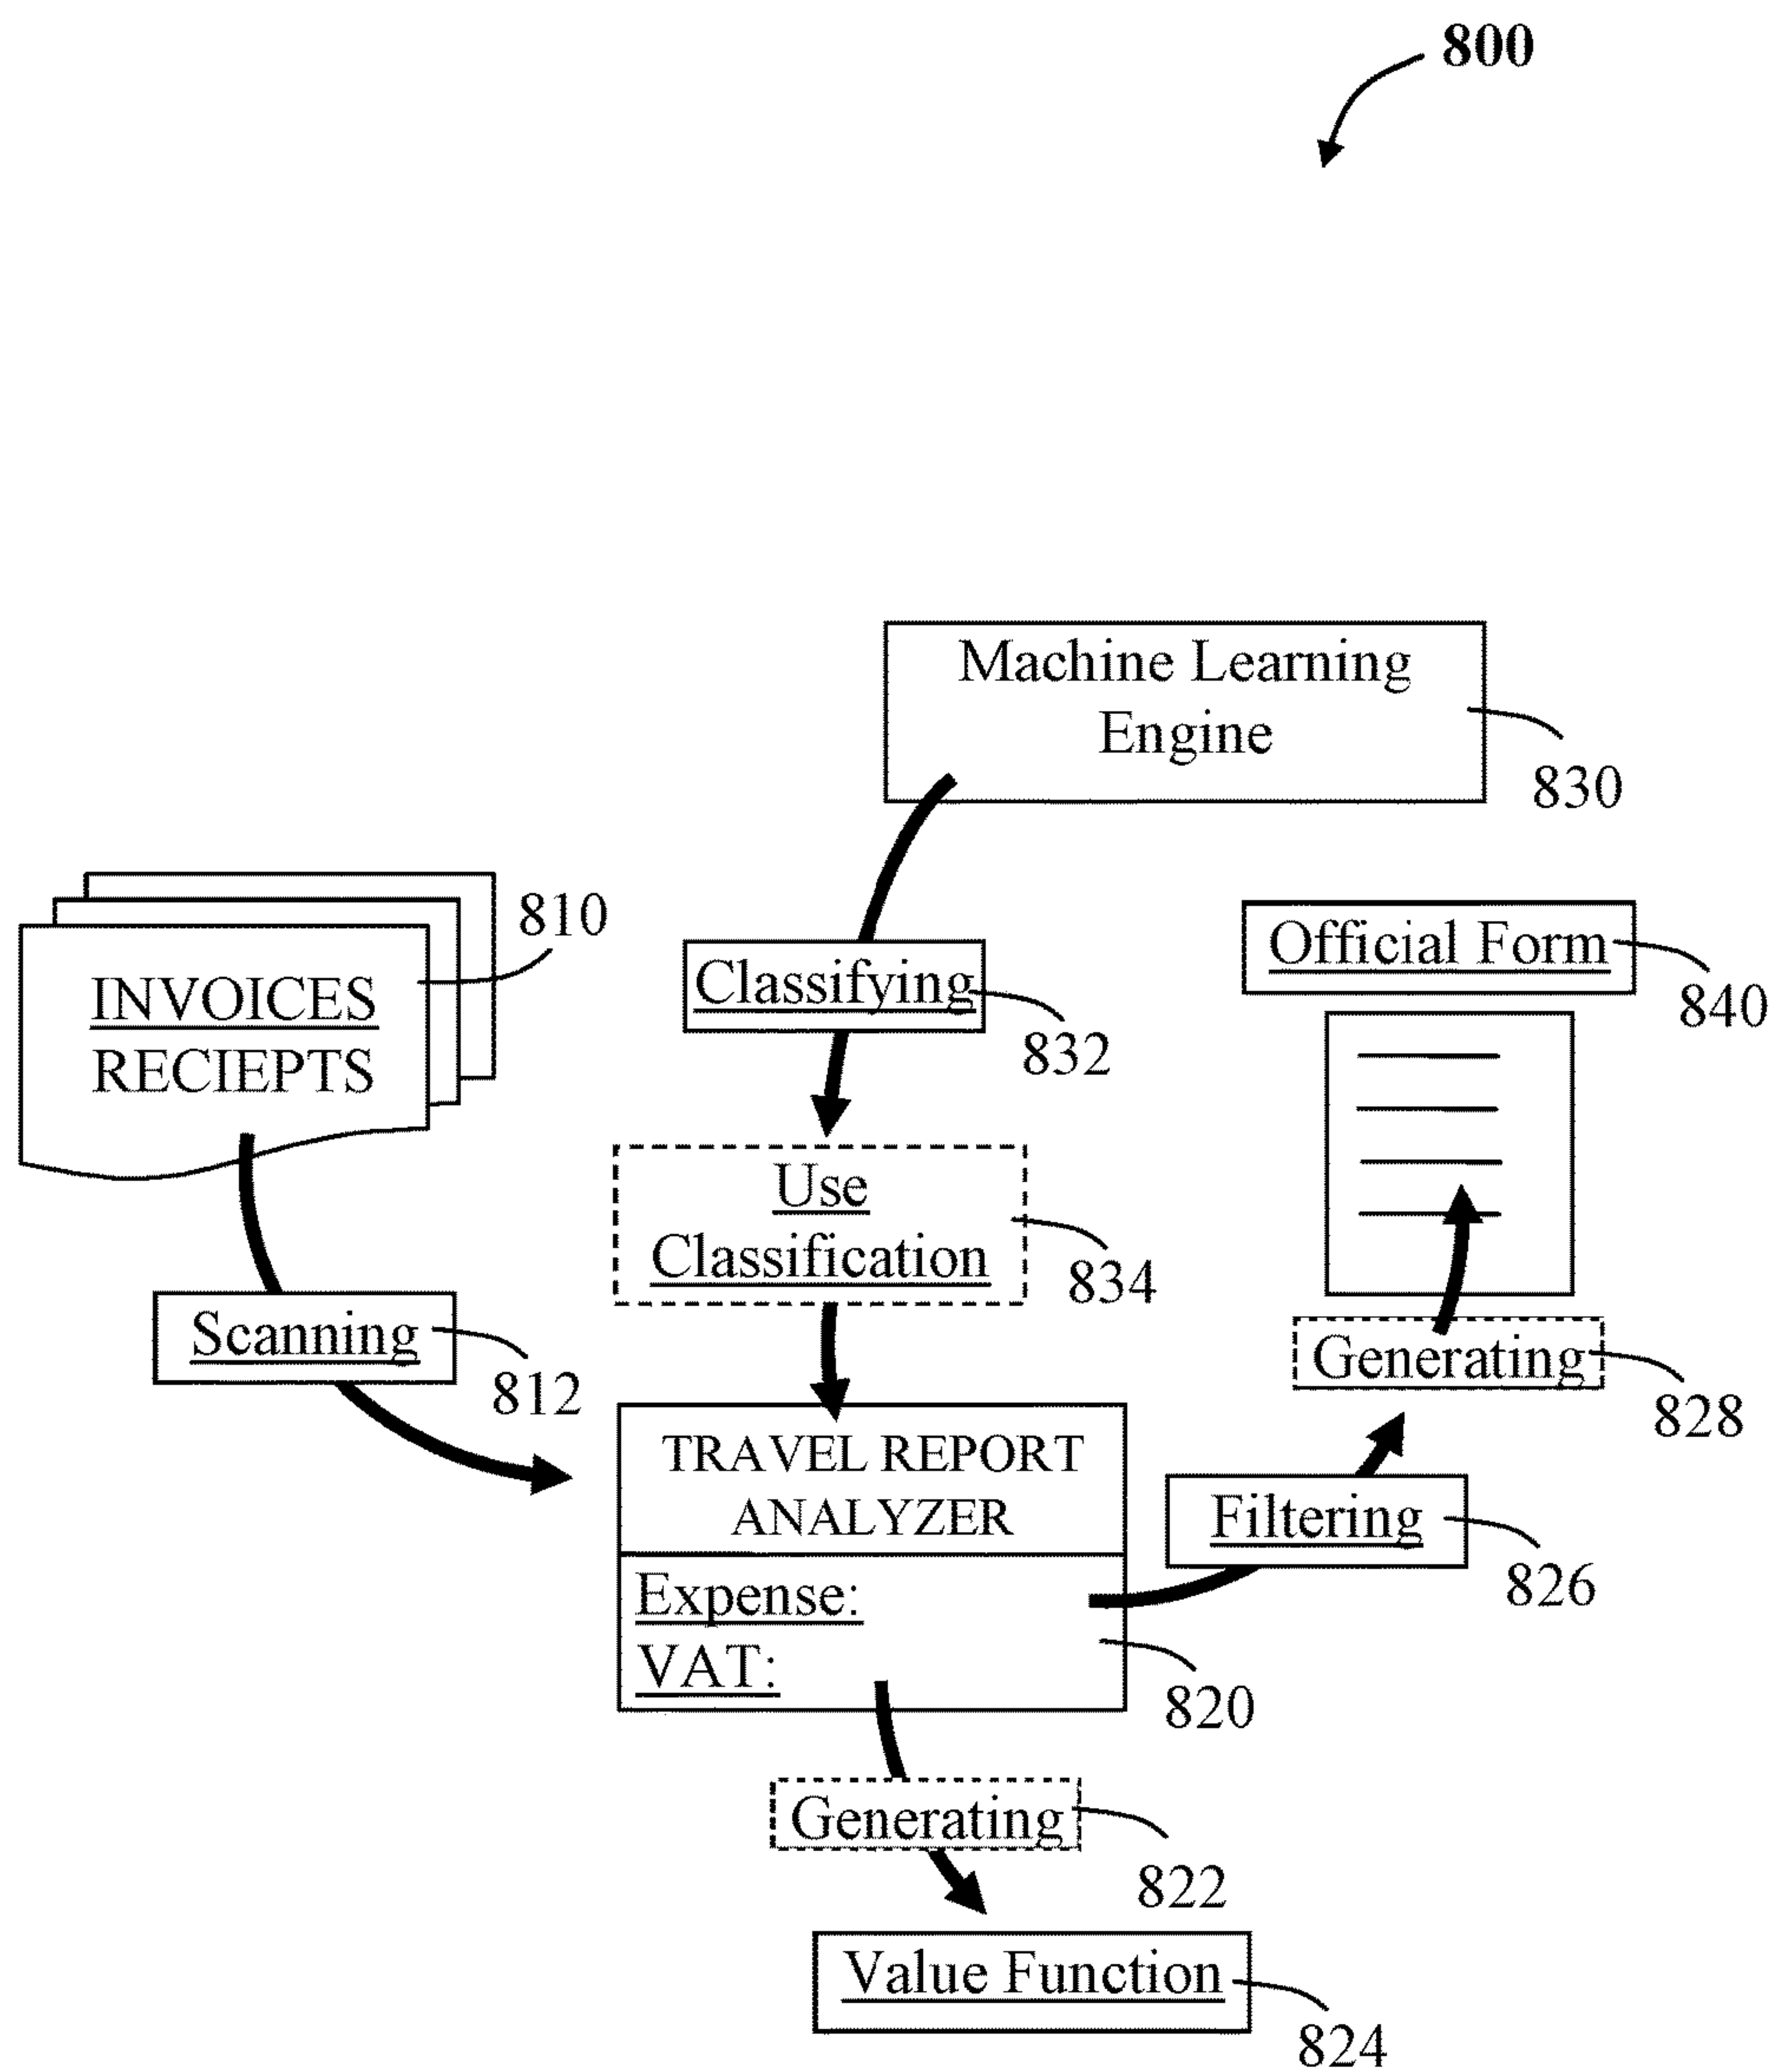 800
Machine Learning
Engine
830
INVOICES
RECIEPTS
810
Classifying
832
Official Form
840
Use
Classification
834
Scanning
812
Generating
828
TRAVEL REPORT
ANALYZER
Expense:
VAT:
820
Filtering
826
Generating
822
Value Function
824